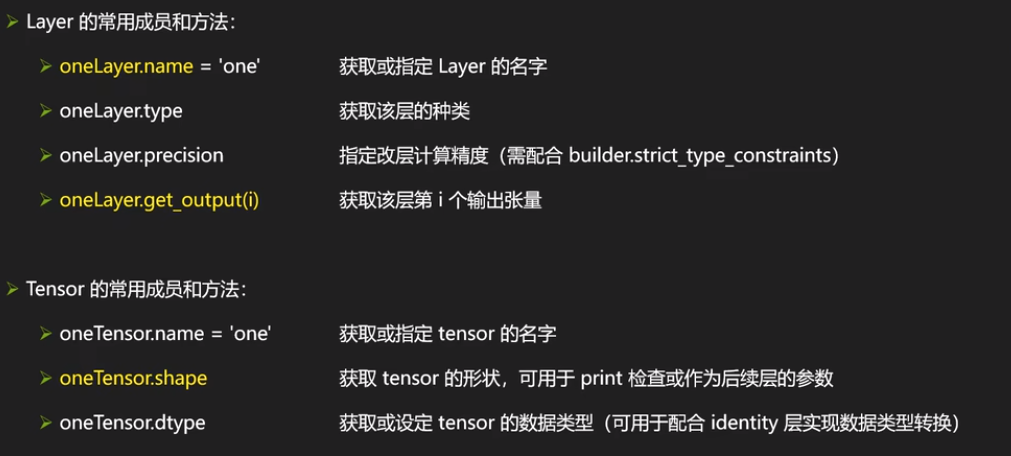 Layer 的常用成员和方法：
oneLayer.name = 'one' 获取或指定 Layer 的名字
oneLayer.type 获取该层的种类
oneLayer.precision 指定改层计算精度（需配合 builder.strict_type_constraints）
oneLayer.get_output(i) 获取该层第 i 个输出张量
Tensor 的常用成员和方法：
oneTensor.name = 'one' 获取或指定 tensor 的名字
oneTensor.shape 获取 tensor 的形状，可用于 print 检查或作为后续层的参数
oneTensor.dtype 获取或设定 tensor 的数据类型（可用于配合 identity 层实现数据类型转换）